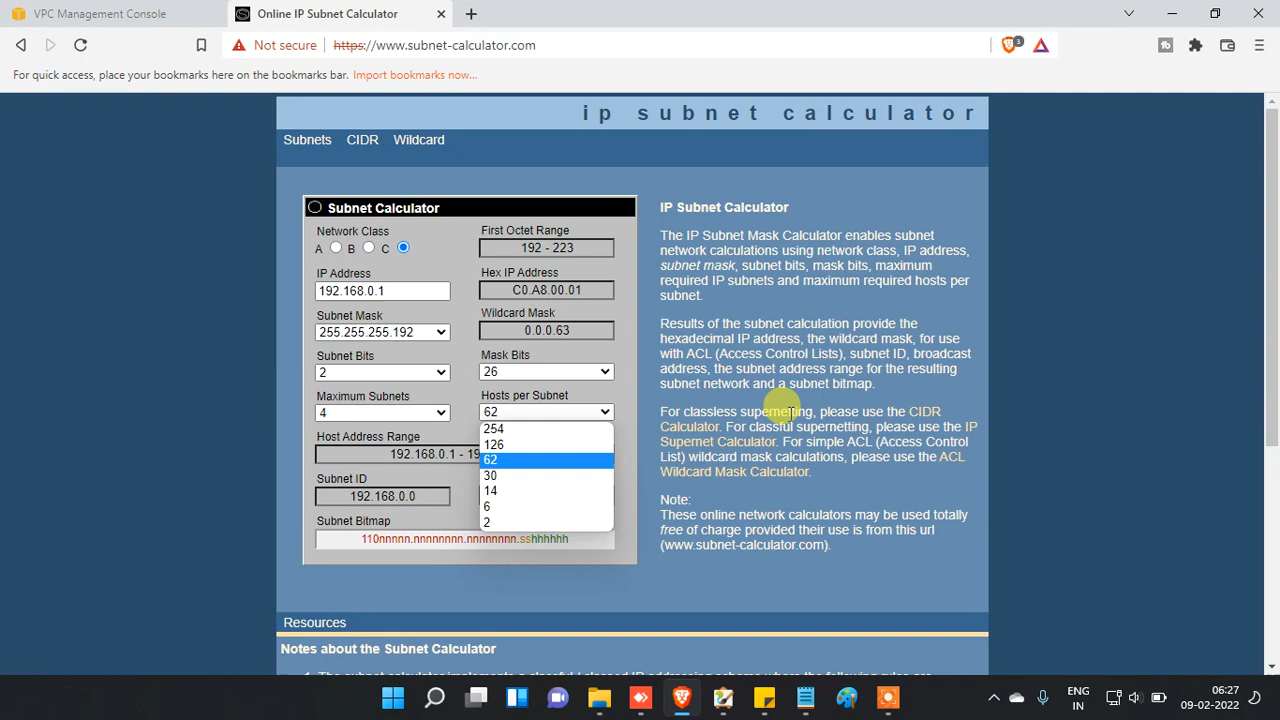 VPC Management Console
Online IP Subnet Calculator
Not secure
https://www.subnet-calculator.com
3
For quick access, place your bookmarks here on the bookmarks bar. Import bookmarks now...
ip subnet calculator
Subnets CIDR Wildcard
Subnet Calculator
Network Class
A B C
First Octet Range
192 - 223
IP Address
192.168.0.1
Hex IP Address
C0.A8.00.01
Subnet Mask
255.255.255.192
Wildcard Mask
0.0.0.63
Subnet Bits
2
Mask Bits
26
Maximum Subnets
4
Hosts per Subnet
62
254
126
62
30
14
6
2
Host Address Range
192.168.0.1 - 19
Subnet ID
192.168.0.0
Subnet Bitmap
110nnnnn.nnnnnnnn.nnnnnnnn.sshhhhhh
IP Subnet Calculator
The IP Subnet Mask Calculator enables subnet
network calculations using network class, IP address,
subnet mask, subnet bits, mask bits, maximum
required IP subnets and maximum required hosts per
subnet.
Results of the subnet calculation provide the
hexadecimal IP address, the wildcard mask, for use
with ACL (Access Control Lists), subnet ID, broadcast
address, the subnet address range for the resulting
subnet network and a subnet bitmap.
For classless supernetting, please use the CIDR
Calculator. For classful supernetting, please use the IP
Supernet Calculator. For simple ACL (Access Control
List) wildcard mask calculations, please use the ACL
Wildcard Mask Calculator.
Note:
These online network calculators may be used totally
free of charge provided their use is from this url
(www.subnet-calculator.com).
Resources
Notes about the Subnet Calculator
ENG
IN
06:27
09-02-2022